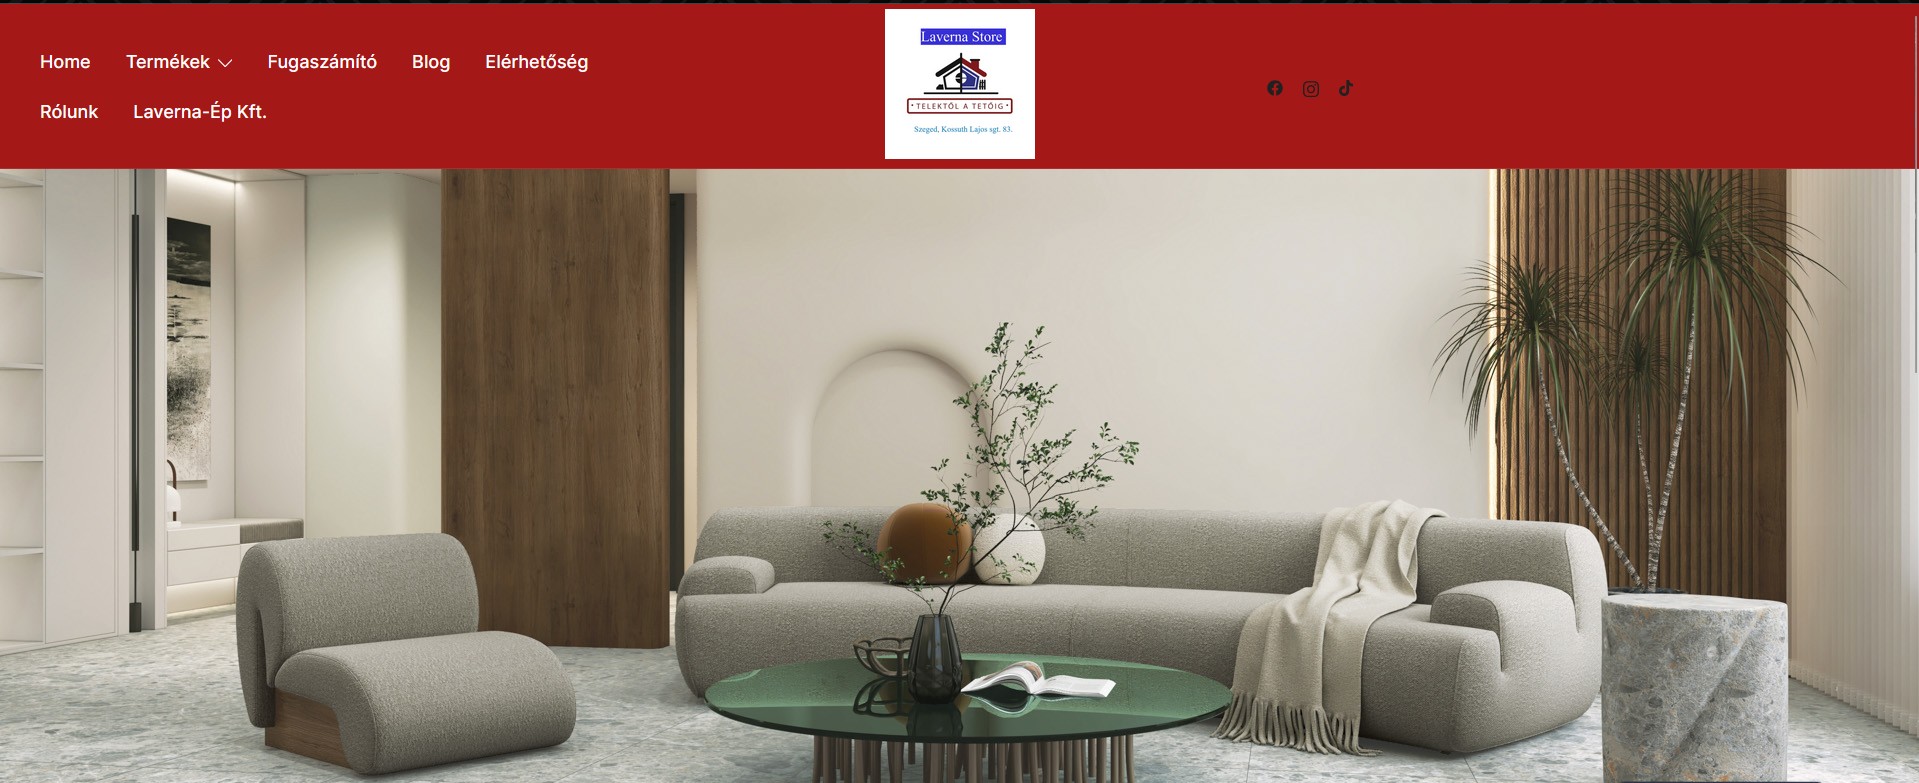 Home Termékek Fugaszámító Blog Elérhetőség
Rólunk Laverna-Ép Kft.
Laverna Store
• TELEKTŐL A TETŐIG •
Szeged, Kossuth Lajos sgt. 83.